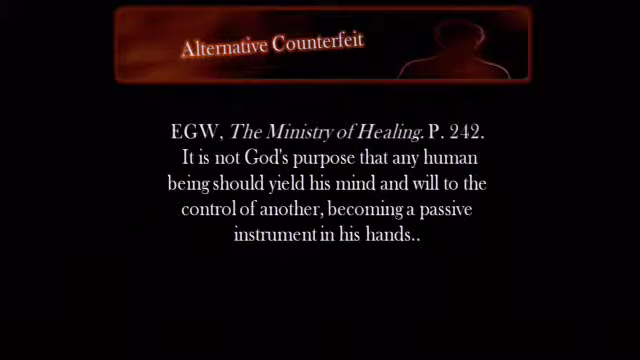 Alternative Counterfeit
EGW, The Ministry of Healing. P. 242.
It is not God's purpose that any human
being should yield his mind and will to the
control of another, becoming a passive
instrument in his hands..